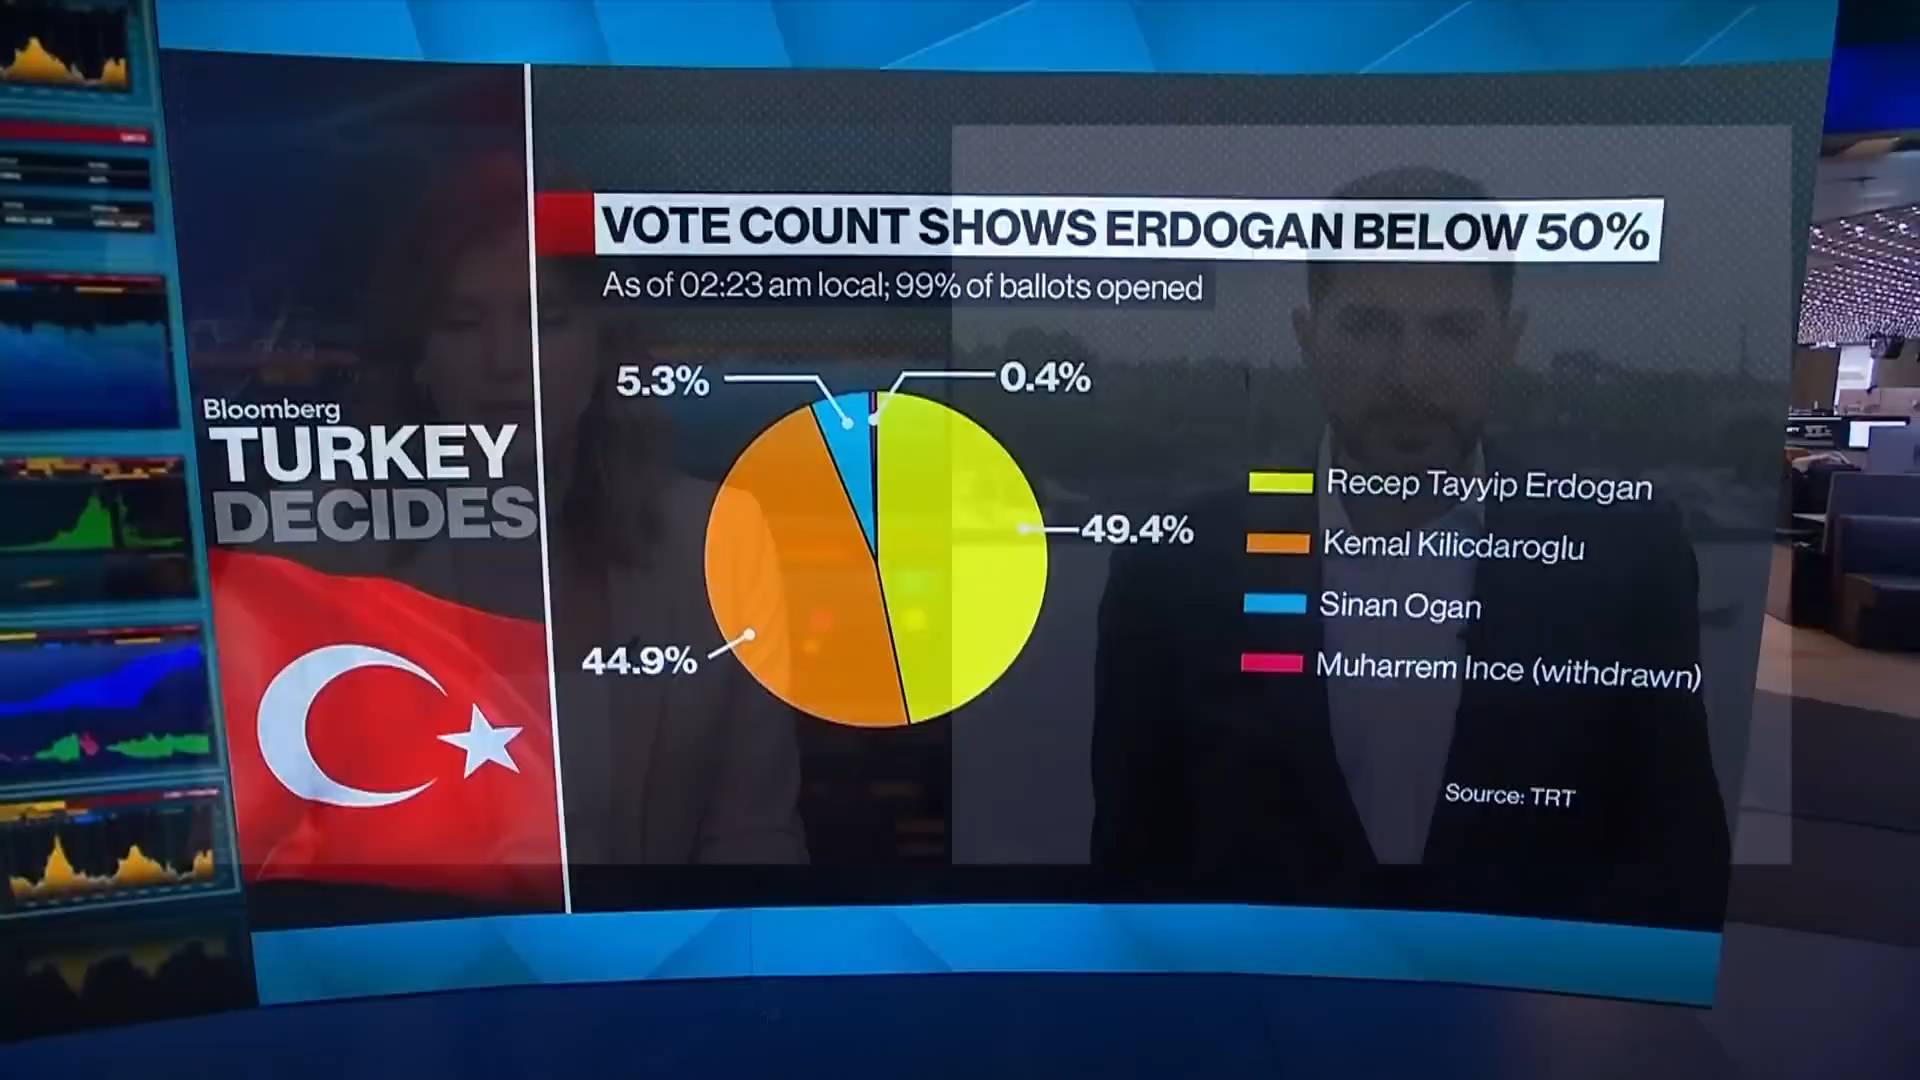 VOTE COUNT SHOWS ERDOGAN BELOW 50%
As of 02:23 am local; 99% of ballots opened
Bloomberg
TURKEY
DECIDES
5.3%
0.4%
49.4%
44.9%
Recep Tayyip Erdogan
Kemal Kilicdaroglu
Sinan Ogan
Muharrem Ince (withdrawn)
Source: TRT